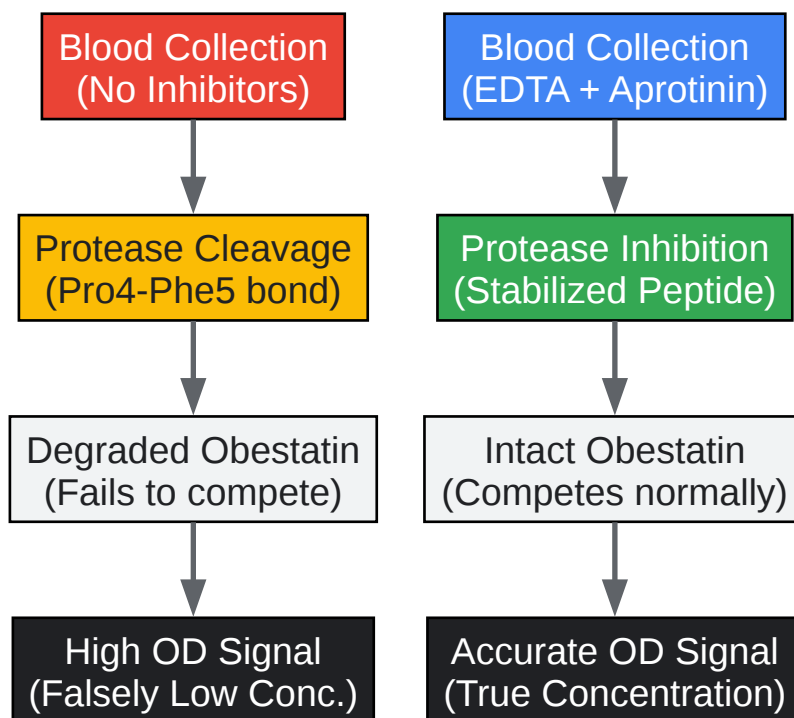 Blood Collection
(No Inhibitors)
Blood Collection
(EDTA + Aprotinin)
Protease Cleavage
(Pro4-Phe5 bond)
Protease Inhibition
(Stabilized Peptide)
Degraded Obestatin
(Fails to compete)
Intact Obestatin
(Competes normally)
High OD Signal
(Falsely Low Conc.)
Accurate OD Signal
(True Concentration)